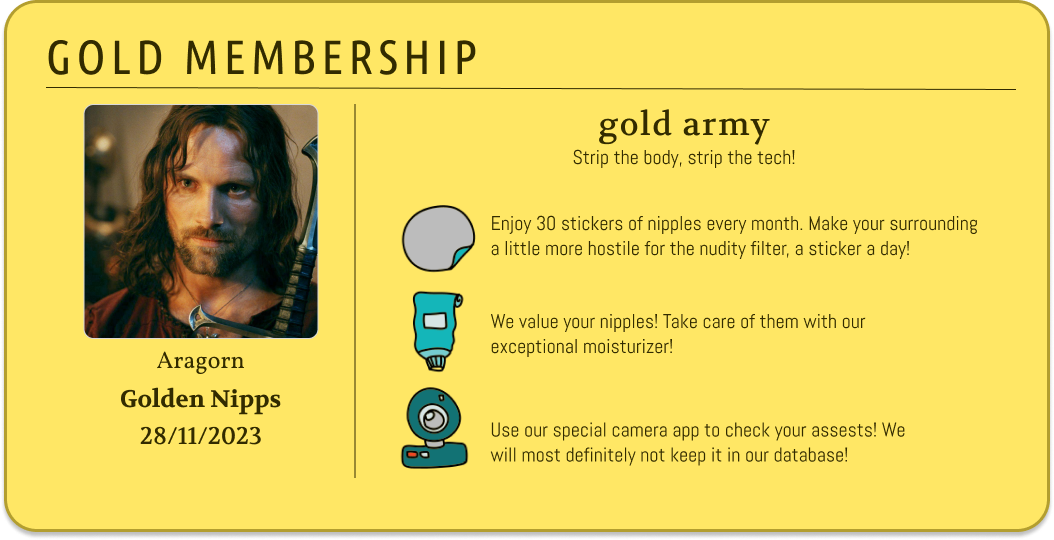 GOLD MEMBERSHIP
Aragorn
Golden Nipps
28/11/2023
gold army
Strip the body, strip the tech!
Enjoy 30 stickers of nipples every month. Make your surrounding
a little more hostile for the nudity filter, a sticker a day!
We value your nipples! Take care of them with our
exceptional moisturizer!
Use our special camera app to check your assests! We
will most definitely not keep it in our database!